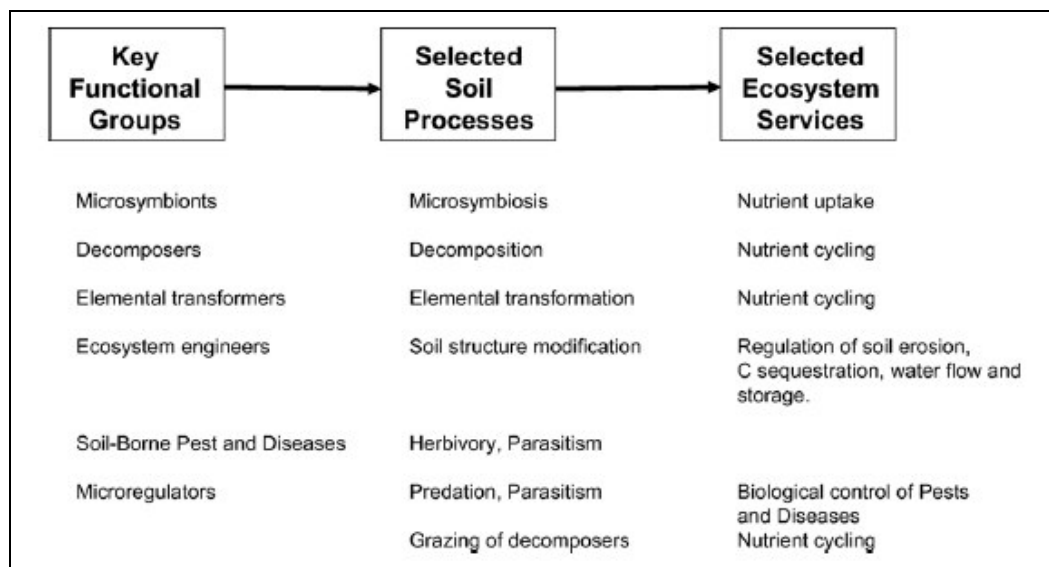 Key Functional Groups
Selected Soil Processes
Selected Ecosystem Services
Microsymbionts Microsymbiosis Nutrient uptake
Decomposers Decomposition Nutrient cycling
Elemental transformers Elemental transformation Nutrient cycling
Ecosystem engineers Soil structure modification Regulation of soil erosion,
C sequestration, water flow and
storage.
Soil-Borne Pest and Diseases Herbivory, Parasitism
Microregulators Predation, Parasitism Biological control of Pests
and Diseases
Grazing of decomposers Nutrient cycling